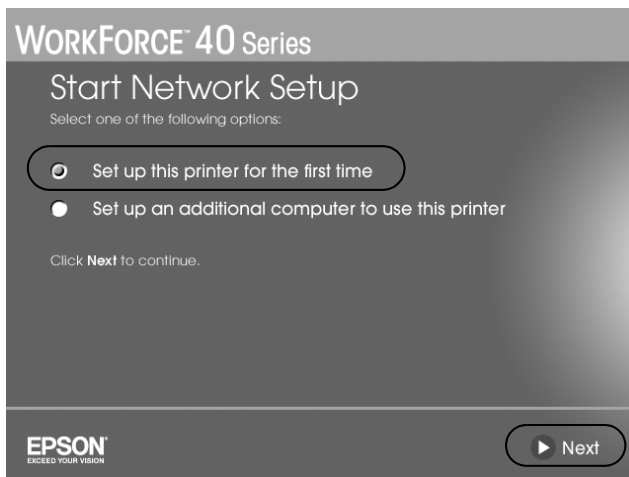 WORKFORCE™ 40 Series
Start Network Setup
Select one of the following options:
Set up this printer for the first time
Set up an additional computer to use this printer
Click Next to continue.
EPSON®
EXCEED YOUR VISION
Next